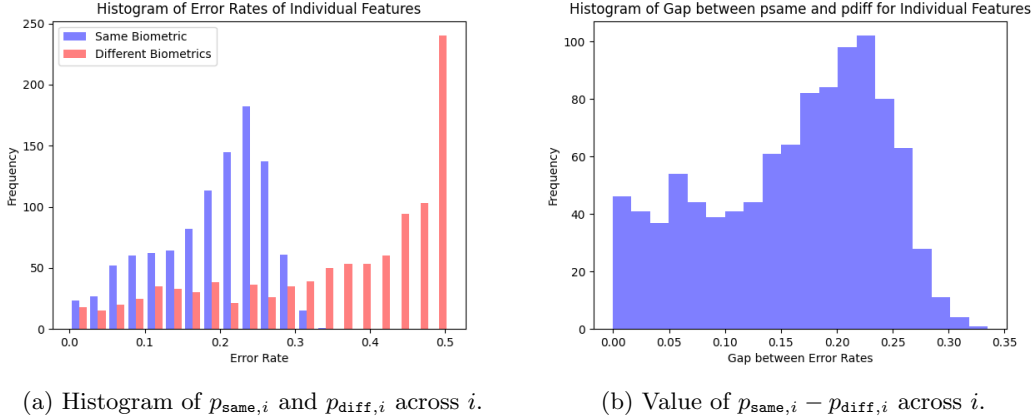 Histogram of Error Rates of Individual Features
250
200
150
100
50
0
Frequency
Same Biometric
Different Biometrics
0.0 0.1 0.2 0.3 0.4 0.5
Error Rate
(a) Histogram of p_same,i and p_diff,i across i.
Histogram of Gap between psame and pdiff for Individual Features
100
80
60
40
20
0
Frequency
0.00 0.05 0.10 0.15 0.20 0.25 0.30 0.35
Gap between Error Rates
(b) Value of p_same,i − p_diff,i across i.